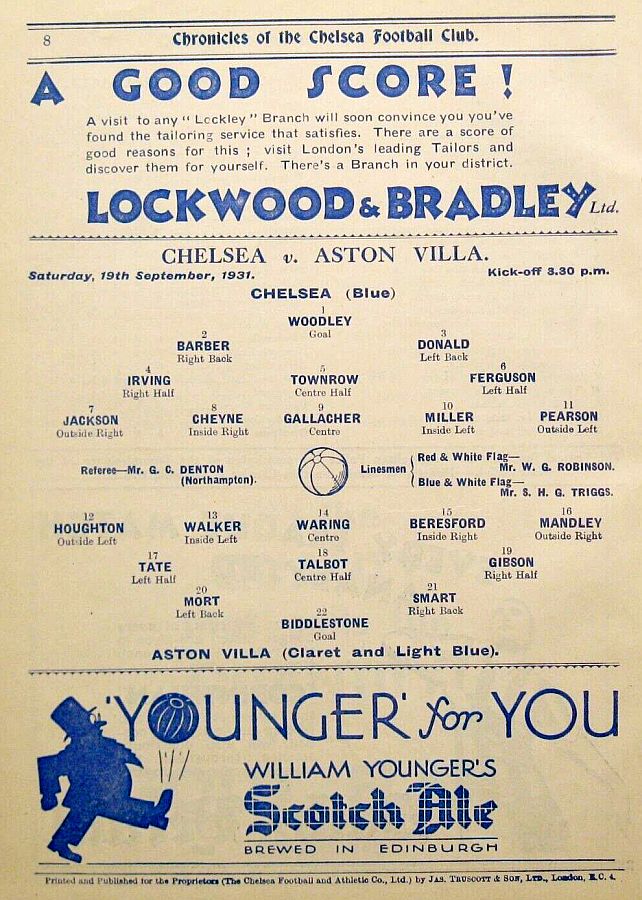 8
Chronicles of the Chelsea Football Club.
A GOOD SCORE!
A visit to any "Lockley" Branch will soon convince you you've
found the tailoring service that satisfies. There are a score of
good reasons for this ; visit London's leading Tailors and
discover them for yourself. There's a Branch in your district.
LOCKWOOD & BRADLEY Ltd.
CHELSEA v. ASTON VILLA.
Saturday, 19th September, 1931. Kick-off 3.30 p.m.
CHELSEA (Blue)
1
WOODLEY
Goal
2 3
BARBER DONALD
Right Back Left Back
4 5 6
IRVING TOWNROW FERGUSON
Right Half Centre Half Left Half
7 8 9 10 11
JACKSON CHEYNE GALLACHER MILLER PEARSON
Outside Right Inside Right Centre Inside Left Outside Left
Referee—Mr. G. C. DENTON
(Northampton).
Linesmen
Red & White Flag—
Mr. W. G. ROBINSON.
Blue & White Flag—
Mr. S. H. G. TRIGGS.
12 13 14 15 16
HOUGHTON WALKER WARING BERESFORD MANDLEY
Outside Left Inside Left Centre Inside Right Outside Right
17 18 19
TATE TALBOT GIBSON
Left Half Centre Half Right Half
20 21
MORT SMART
Left Back Right Back
22
BIDDLESTONE
Goal
ASTON VILLA (Claret and Light Blue).
'YOUNGER' for YOU
WILLIAM YOUNGER'S
Scotch Ale
BREWED IN EDINBURGH
Printed and Published for the Proprietors (The Chelsea Football and Athletic Co., Ltd.) by JAS. TRUSCOTT & SON, LTD., London, E.C. 4.